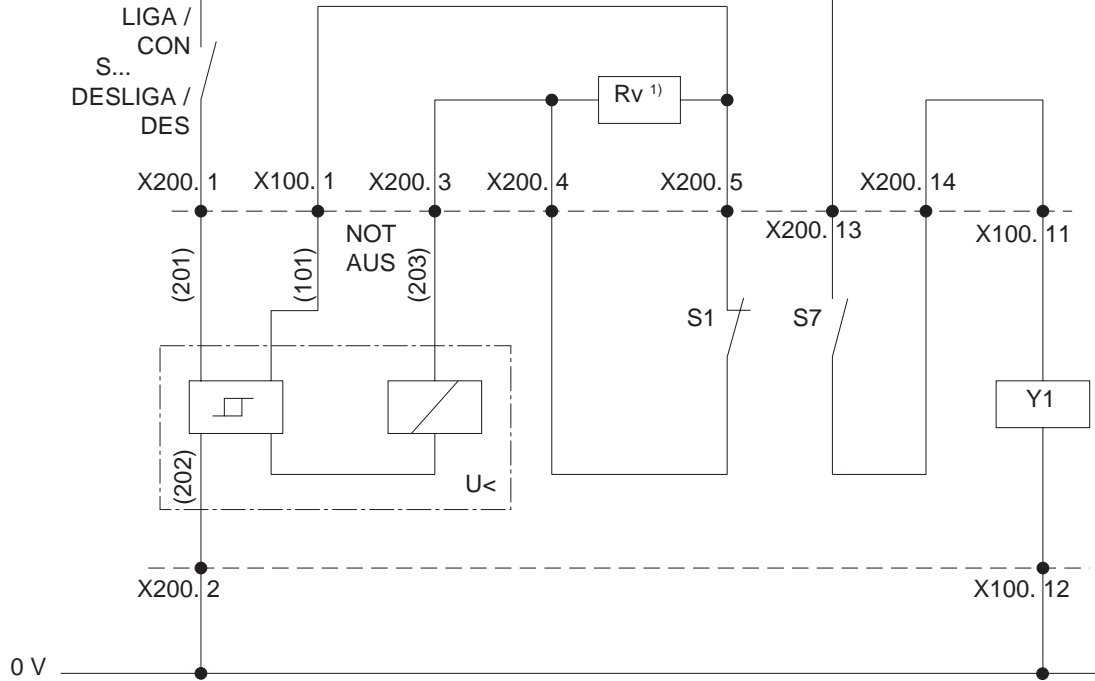 LIGA /
CON
S...
DESLIGA /
DES
Rv 1)
X200. 1
X100. 1
X200. 3
X200. 4
X200. 5
X200. 14
X200. 13
X100. 11
NOT
AUS
(201)
(101)
(203)
S1
S7
Y1
(202)
U<
X200. 2
X100. 12
0 V